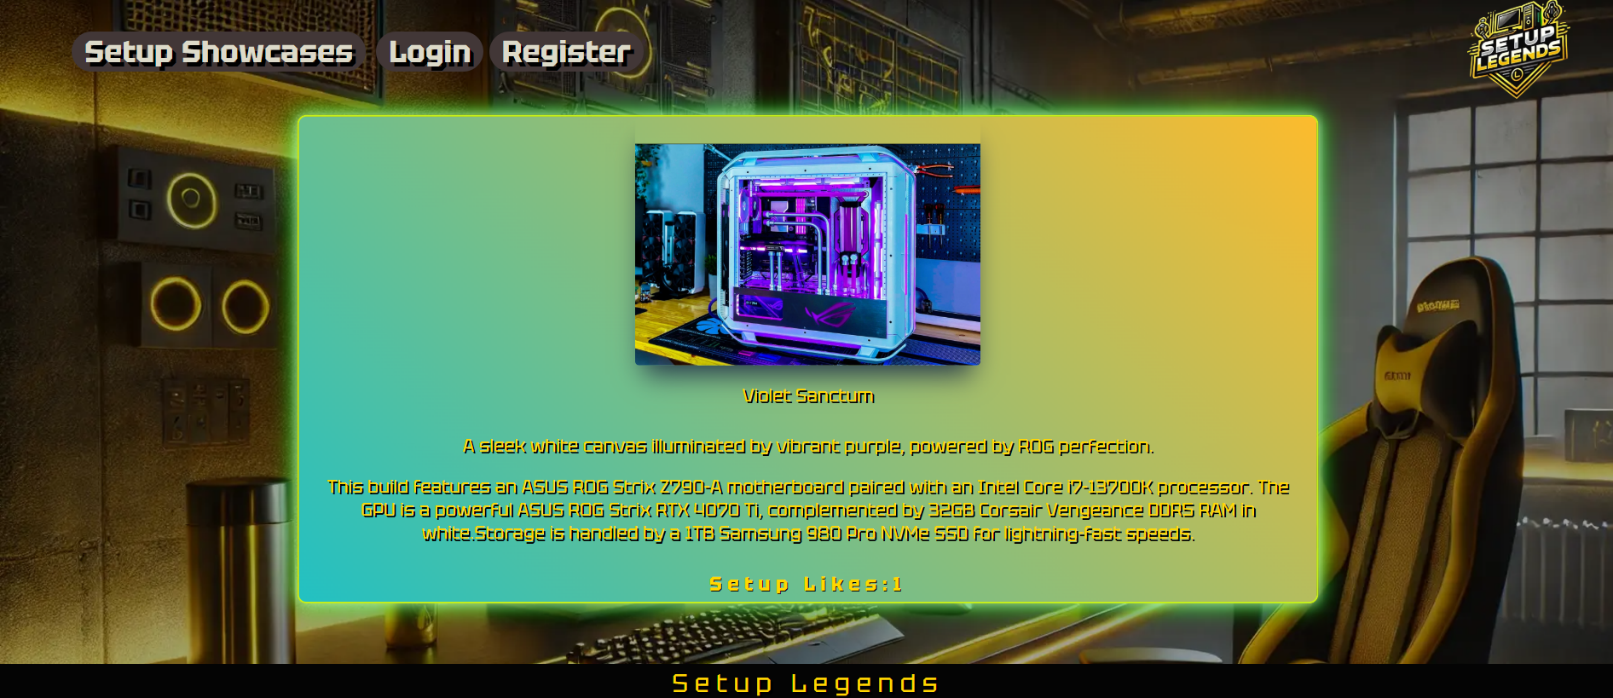 Setup Showcases Login Register
SETUP
LEGENDS
L
Violet Sanctum
A sleek white canvas illuminated by vibrant purple, powered by ROG perfection.
This build features an ASUS ROG Strix Z790-A motherboard paired with an Intel Core i7-13700K processor. The
GPU is a powerful ASUS ROG Strix RTX 4070 Ti, complemented by 32GB Corsair Vengeance DDR5 RAM in
white.Storage is handled by a 1TB Samsung 980 Pro NVMe SSD for lightning-fast speeds.
Setup Likes:1
Setup Legends